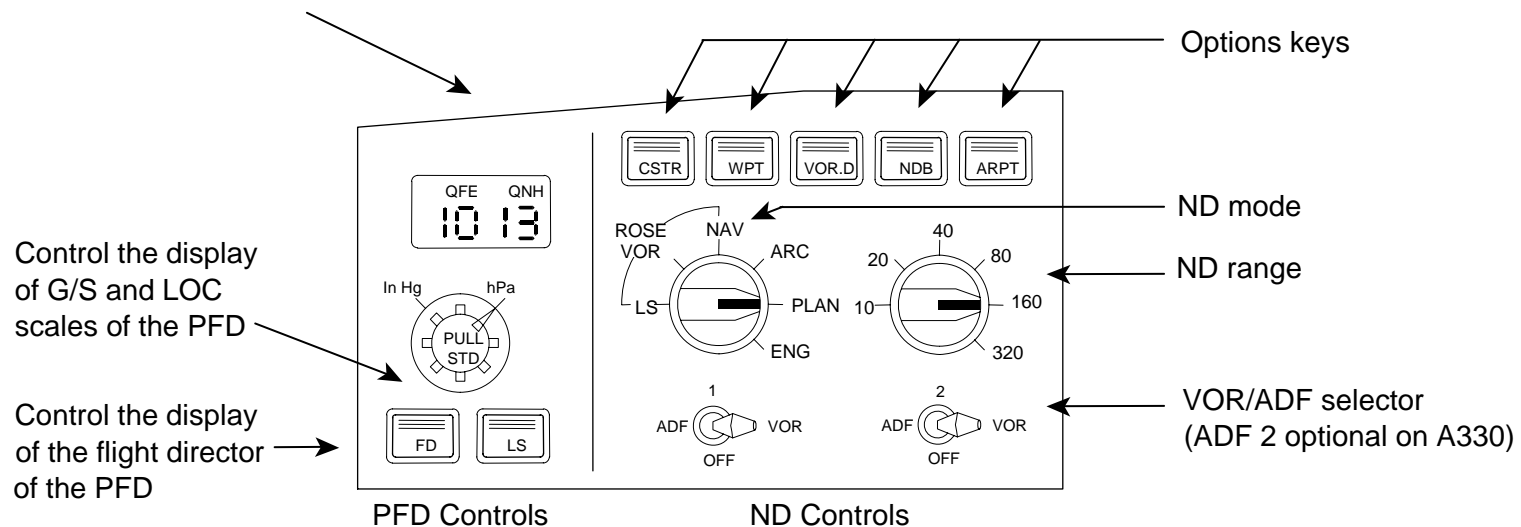 Options keys
CSTR WPT VOR.D NDB ARPT
QFE QNH
1013
ND mode
ROSE NAV
VOR ARC
LS PLAN
ENG
40
20 80
10 160
320
ND range
Control the display
of G/S and LOC
scales of the PFD
In Hg hPa
PULL
STD
Control the display
of the flight director
of the PFD
FD LS
1
ADF VOR
OFF
2
ADF VOR
OFF
VOR/ADF selector
(ADF 2 optional on A330)
PFD Controls
ND Controls